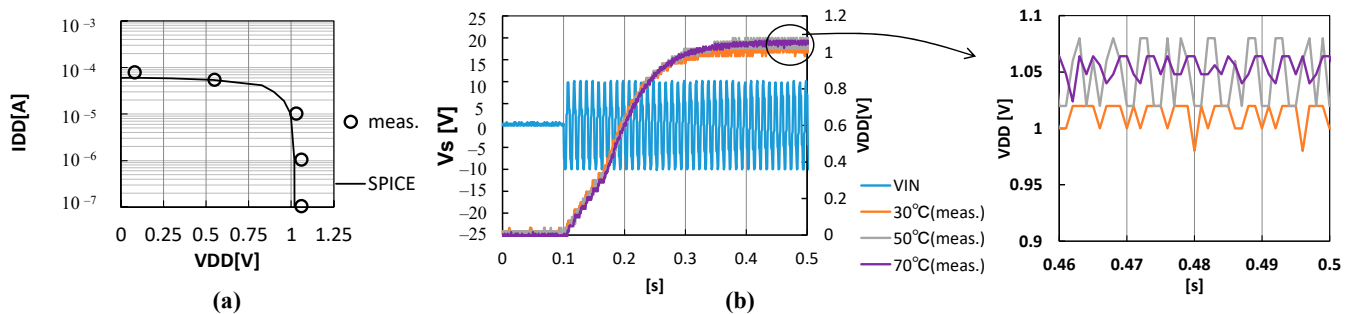 (a)
IDD[A]
10⁻³
10⁻⁴
10⁻⁵
10⁻⁶
10⁻⁷
0 0.25 0.5 0.75 1 1.25
VDD[V]
meas.
SPICE
(a)
(b)
Vs [V]
25
20
15
10
5
0
−5
−10
−15
−20
−25
0 0.1 0.2 0.3 0.4 0.5
[s]
1.2
1
0.8
0.6
0.4
0.2
0
VDD[V]
VIN
30℃(meas.)
50℃(meas.)
70℃(meas.)
(b)
VDD [V]
1.1
1.05
1
0.95
0.9
0.46 0.47 0.48 0.49 0.5
[s]